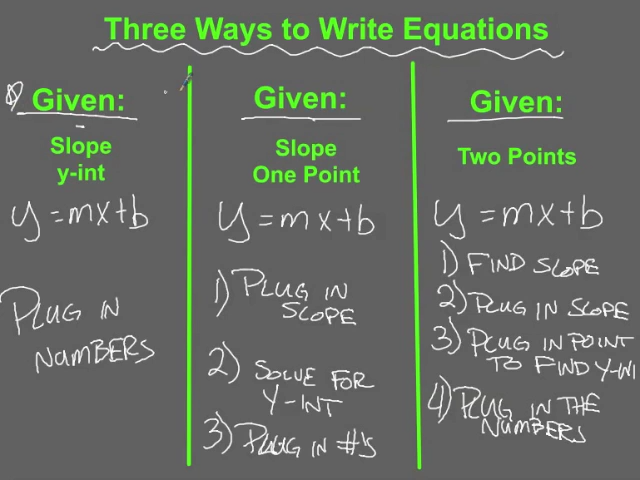 Three Ways to Write Equations
Given:
Slope
y-int
y = mx+b
PLUG IN
NUMBERS
Given:
Slope
One Point
y = mx+b
1) PLUG IN
SLOPE
2) SOLVE FOR
Y-INT
3) PLUG IN #'S
Given:
Two Points
y = mx+b
1) FIND SLOPE
2) PLUG IN SLOPE
3) PLUG IN POINT
TO FIND Y-INT
4) PLUG IN THE
NUMBERS